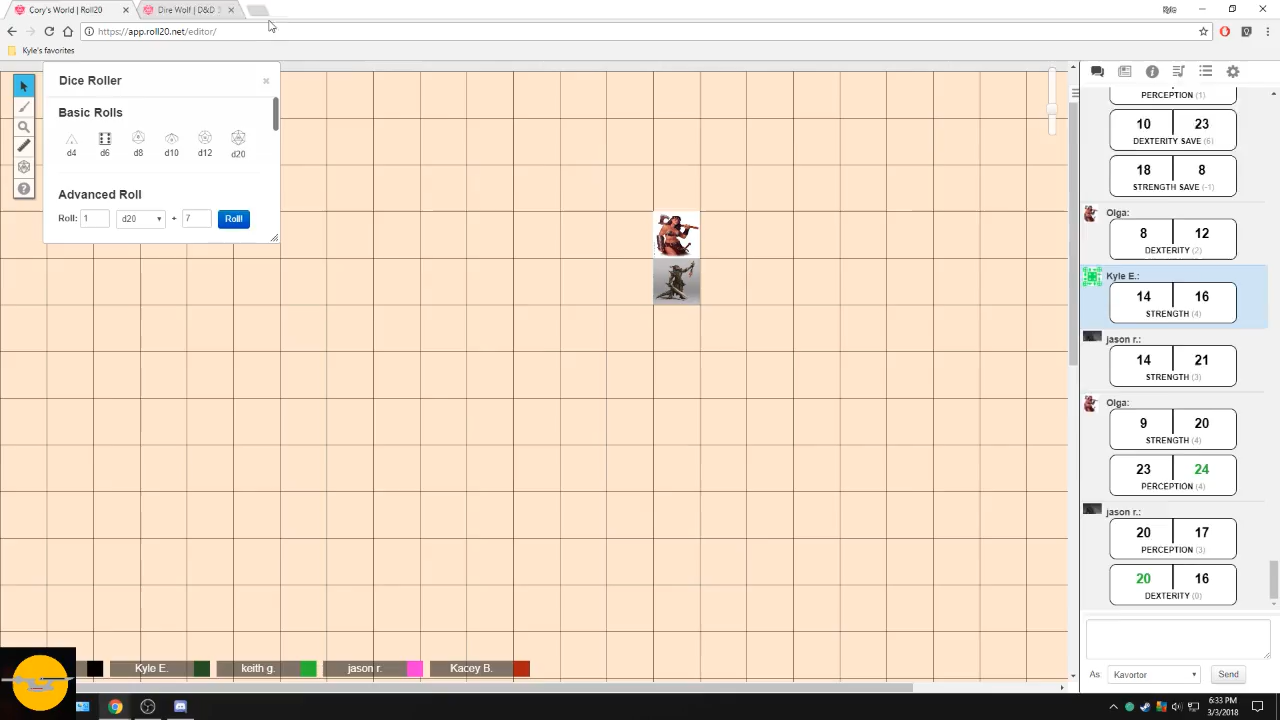 Cory's World | Roll20
Dire Wolf | D&D
Kyle
https://app.roll20.net/editor/
Kyle's favorites
Dice Roller
Basic Rolls
d4 d6 d8 d10 d12 d20
Advanced Roll
Roll: 1 d20 + 7 Roll!
PERCEPTION (1)
10 23
DEXTERITY SAVE (6)
18 8
STRENGTH SAVE (-1)
Olga:
8 12
DEXTERITY (2)
Kyle E.:
14 16
STRENGTH (4)
jason r.:
14 21
STRENGTH (3)
Olga:
9 20
STRENGTH (4)
23 24
PERCEPTION (4)
jason r.:
20 17
PERCEPTION (3)
20 16
DEXTERITY (0)
As Kavortor Send
Kyle E. keith g. jason r. Kacey B.
6:33 PM
3/3/2018